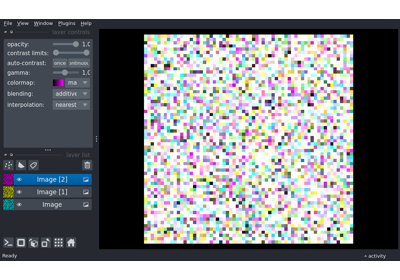 File View Window Plugins Help
layer controls
opacity: 1.0
contrast limits:
auto-contrast: once
gamma: 1.0
colormap: ma
blending: additive
interpolation: nearest
layer list
Image [2]
Image [1]
Image
Ready
activity